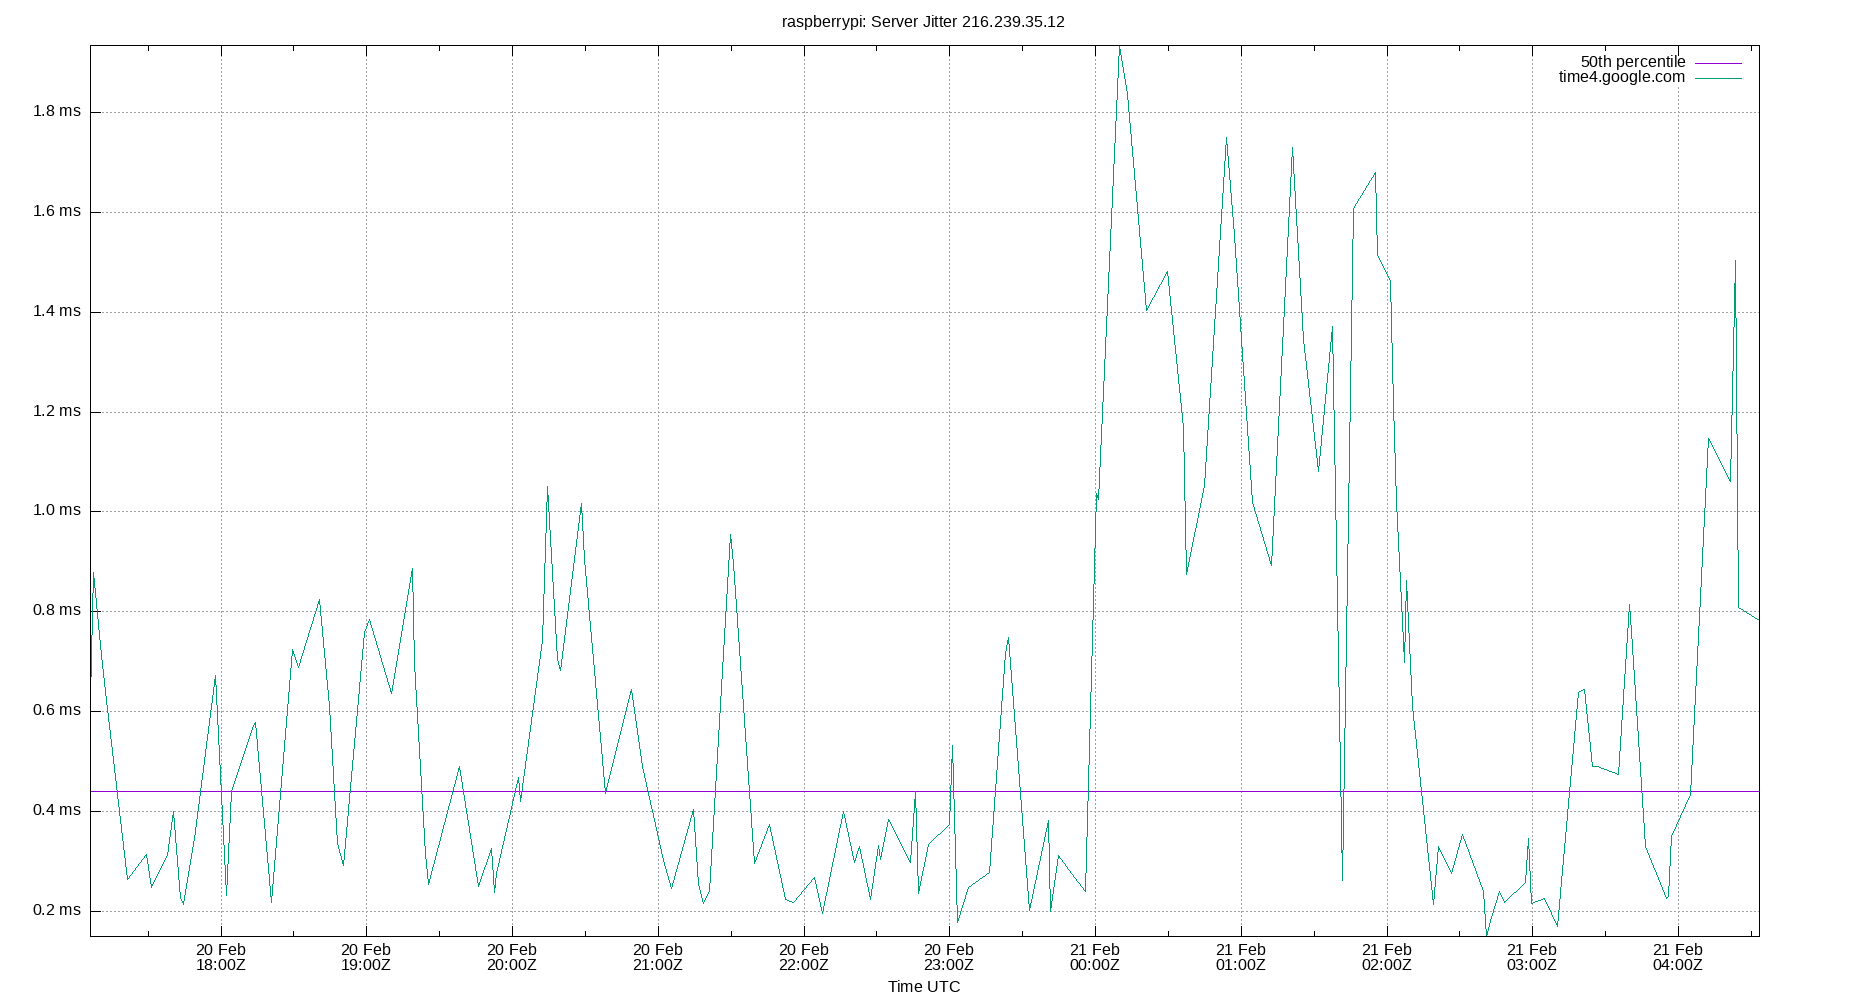 raspberrypi: Server Jitter 216.239.35.12
50th percentile
time4.google.com
1.8 ms
1.6 ms
1.4 ms
1.2 ms
1.0 ms
0.8 ms
0.6 ms
0.4 ms
0.2 ms
20 Feb 20 Feb 20 Feb 20 Feb 20 Feb 20 Feb 21 Feb 21 Feb 21 Feb 21 Feb 21 Feb
18:00Z 19:00Z 20:00Z 21:00Z 22:00Z 23:00Z 00:00Z 01:00Z 02:00Z 03:00Z 04:00Z
Time UTC